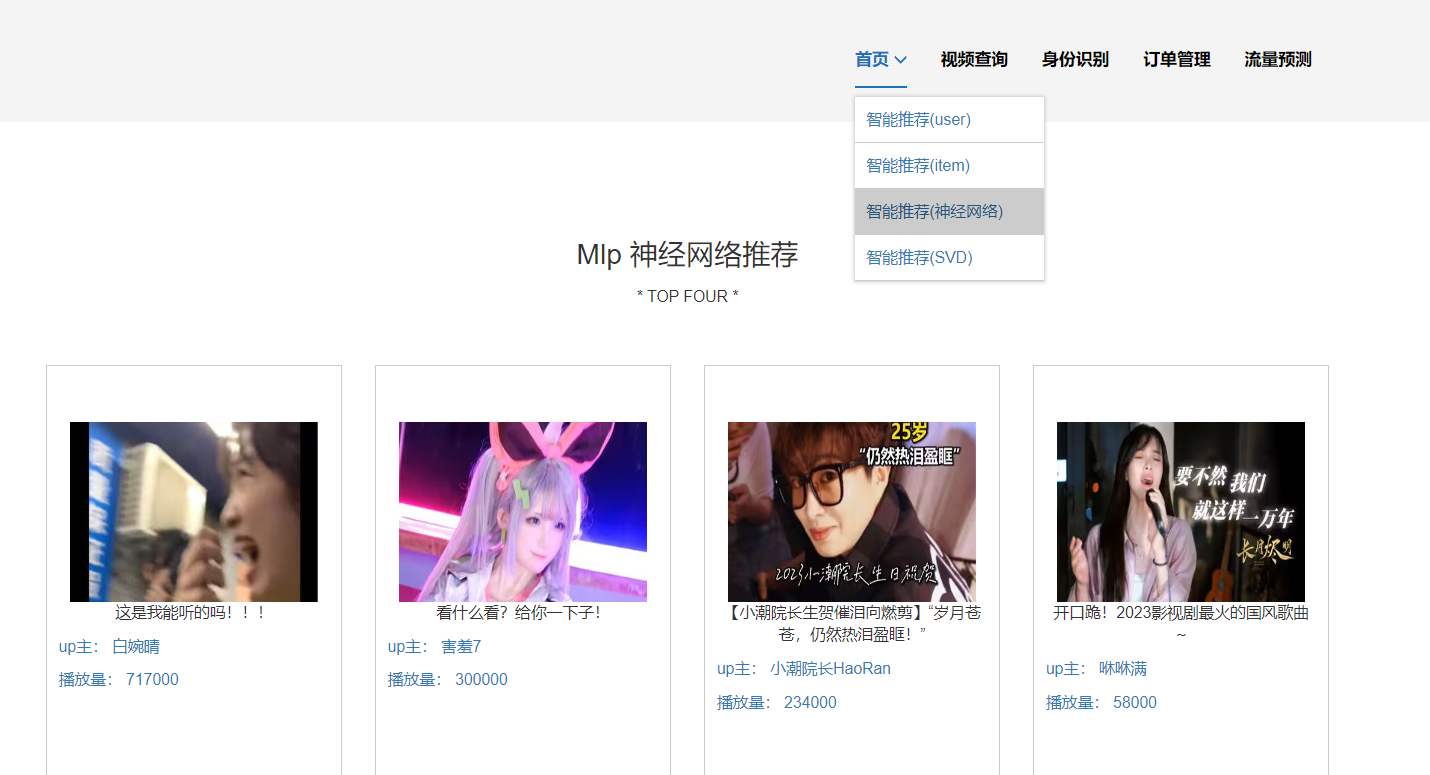 首页 视频查询 身份识别 订单管理 流量预测
智能推荐(user)
智能推荐(item)
智能推荐(神经网络)
智能推荐(SVD)
Mlp 神经网络推荐
* TOP FOUR *
这是我能听的吗！！！
up主： 白婉晴
播放量： 717000
看什么看？给你一下子！
up主： 害羞7
播放量： 300000
25岁
“仍然热泪盈眶”
2023小潮院长生日祝贺
【小潮院长生贺催泪向燃剪】“岁月苍
苍，仍然热泪盈眶！”
up主： 小潮院长HaoRan
播放量： 234000
要不然 我们
就这样一万年
长月烬明
开口跪！2023影视剧最火的国风歌曲
~
up主： 咻咻满
播放量： 58000